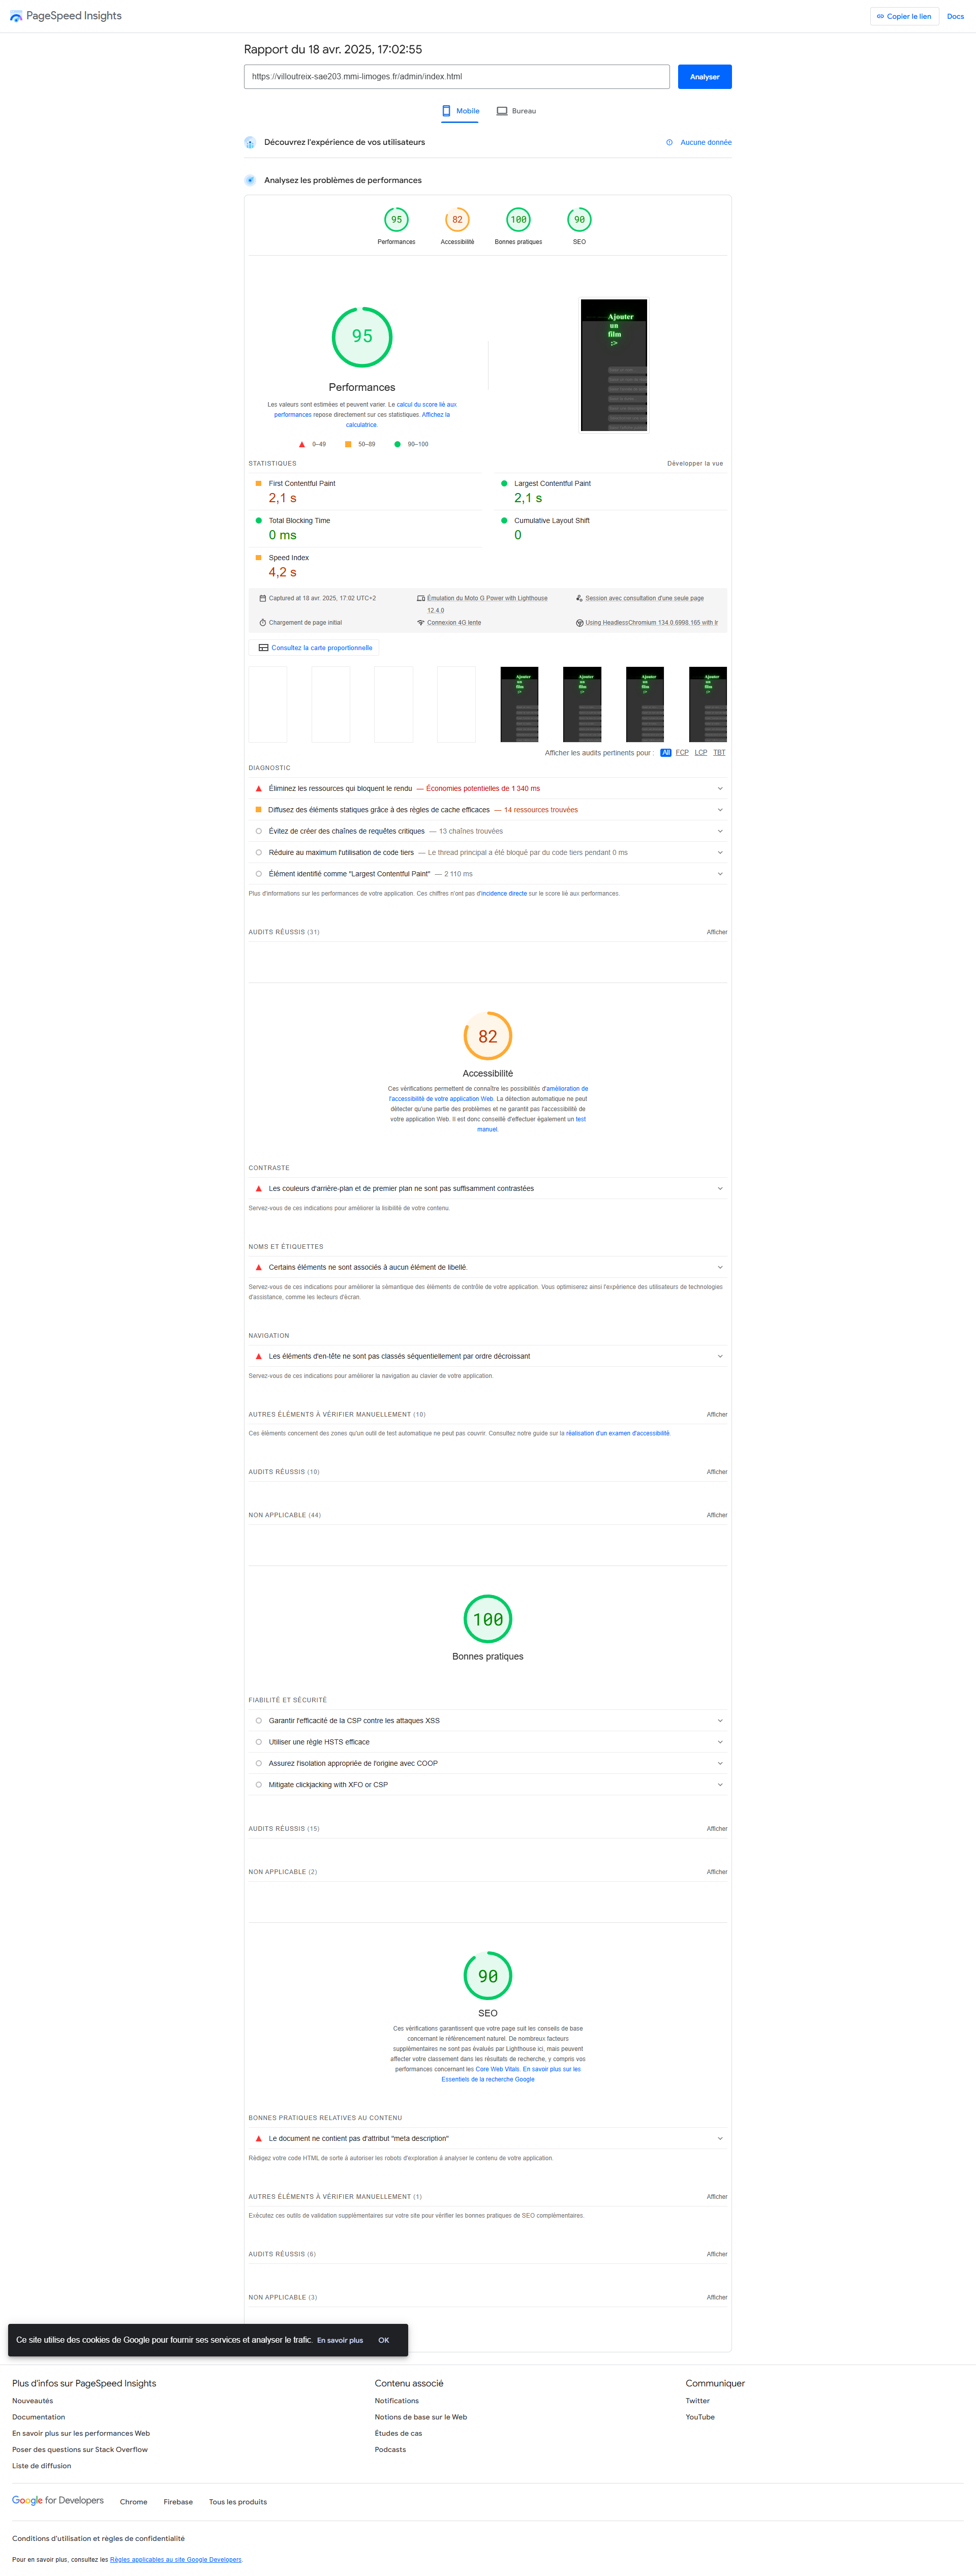 PageSpeed Insights
Copier le lien
Docs
Rapport du 18 avr. 2025, 17:02:55
https://villoutreix-sae203.mmi-limoges.fr/admin/index.html
Analyser
Mobile
Bureau
Découvrez l'expérience de vos utilisateurs
Aucune donnée
Analysez les problèmes de performances
95
82
100
90
Performances
Accessibilité
Bonnes pratiques
SEO
95
Performances
Les valeurs sont estimées et peuvent varier. Le calcul du score lié aux
performances repose directement sur ces statistiques. Affichez la
calculatrice.
0–49
50–89
90–100
Ajouter
un
film
;>
STATISTIQUES
Développer la vue
First Contentful Paint
2,1 s
Largest Contentful Paint
2,1 s
Total Blocking Time
0 ms
Cumulative Layout Shift
0
Speed Index
4,2 s
Captured at 18 avr. 2025, 17:02 UTC+2
Émulation du Moto G Power with Lighthouse
12.4.0
Session avec consultation d'une seule page
Chargement de page initial
Connexion 4G lente
Using HeadlessChromium 134.0.6998.165 with lr
Consultez la carte proportionnelle
Ajouter
un
film
;>
Ajouter
un
film
;>
Ajouter
un
film
;>
Ajouter
un
film
;>
Afficher les audits pertinents pour : All FCP LCP TBT
DIAGNOSTIC
Éliminez les ressources qui bloquent le rendu — Économies potentielles de 1 340 ms
Diffusez des éléments statiques grâce à des règles de cache efficaces — 14 ressources trouvées
Évitez de créer des chaînes de requêtes critiques — 13 chaînes trouvées
Réduire au maximum l'utilisation de code tiers — Le thread principal a été bloqué par du code tiers pendant 0 ms
Élément identifié comme "Largest Contentful Paint" — 2 110 ms
Plus d'informations sur les performances de votre application. Ces chiffres n'ont pas d'incidence directe sur le score lié aux performances.
AUDITS RÉUSSIS (31)
Afficher
82
Accessibilité
Ces vérifications permettent de connaître les possibilités d'amélioration de
l'accessibilité de votre application Web. La détection automatique ne peut
détecter qu'une partie des problèmes et ne garantit pas l'accessibilité de
votre application Web. Il est donc conseillé d'effectuer également un test
manuel.
CONTRASTE
Les couleurs d'arrière-plan et de premier plan ne sont pas suffisamment contrastées
Servez-vous de ces indications pour améliorer la lisibilité de votre contenu.
NOMS ET ÉTIQUETTES
Certains éléments ne sont associés à aucun élément de libellé.
Servez-vous de ces indications pour améliorer la sémantique des éléments de contrôle de votre application. Vous optimiserez ainsi l'expérience des utilisateurs de technologies
d'assistance, comme les lecteurs d'écran.
NAVIGATION
Les éléments d'en-tête ne sont pas classés séquentiellement par ordre décroissant
Servez-vous de ces indications pour améliorer la navigation au clavier de votre application.
AUTRES ÉLÉMENTS À VÉRIFIER MANUELLEMENT (10)
Afficher
Ces éléments concernent des zones qu'un outil de test automatique ne peut pas couvrir. Consultez notre guide sur la réalisation d'un examen d'accessibilité.
AUDITS RÉUSSIS (10)
Afficher
NON APPLICABLE (44)
Afficher
100
Bonnes pratiques
FIABILITÉ ET SÉCURITÉ
Garantir l'efficacité de la CSP contre les attaques XSS
Utiliser une règle HSTS efficace
Assurez l'isolation appropriée de l'origine avec COOP
Mitigate clickjacking with XFO or CSP
AUDITS RÉUSSIS (15)
Afficher
NON APPLICABLE (2)
Afficher
90
SEO
Ces vérifications garantissent que votre page suit les conseils de base
concernant le référencement naturel. De nombreux facteurs
supplémentaires ne sont pas évalués par Lighthouse ici, mais peuvent
affecter votre classement dans les résultats de recherche, y compris vos
performances concernant les Core Web Vitals. En savoir plus sur les
Essentiels de la recherche Google
BONNES PRATIQUES RELATIVES AU CONTENU
Le document ne contient pas d'attribut "meta description"
Rédigez votre code HTML de sorte à autoriser les robots d'exploration à analyser le contenu de votre application.
AUTRES ÉLÉMENTS À VÉRIFIER MANUELLEMENT (1)
Afficher
Exécutez ces outils de validation supplémentaires sur votre site pour vérifier les bonnes pratiques de SEO complémentaires.
AUDITS RÉUSSIS (6)
Afficher
NON APPLICABLE (3)
Afficher
Ce site utilise des cookies de Google pour fournir ses services et analyser le trafic. En savoir plus OK
Plus d'infos sur PageSpeed Insights
Nouveautés
Documentation
En savoir plus sur les performances Web
Poser des questions sur Stack Overflow
Liste de diffusion
Contenu associé
Notifications
Notions de base sur le Web
Études de cas
Podcasts
Communiquer
Twitter
YouTube
Google for Developers
Chrome
Firebase
Tous les produits
Conditions d'utilisation et règles de confidentialité
Pour en savoir plus, consultez les Règles applicables au site Google Developers.